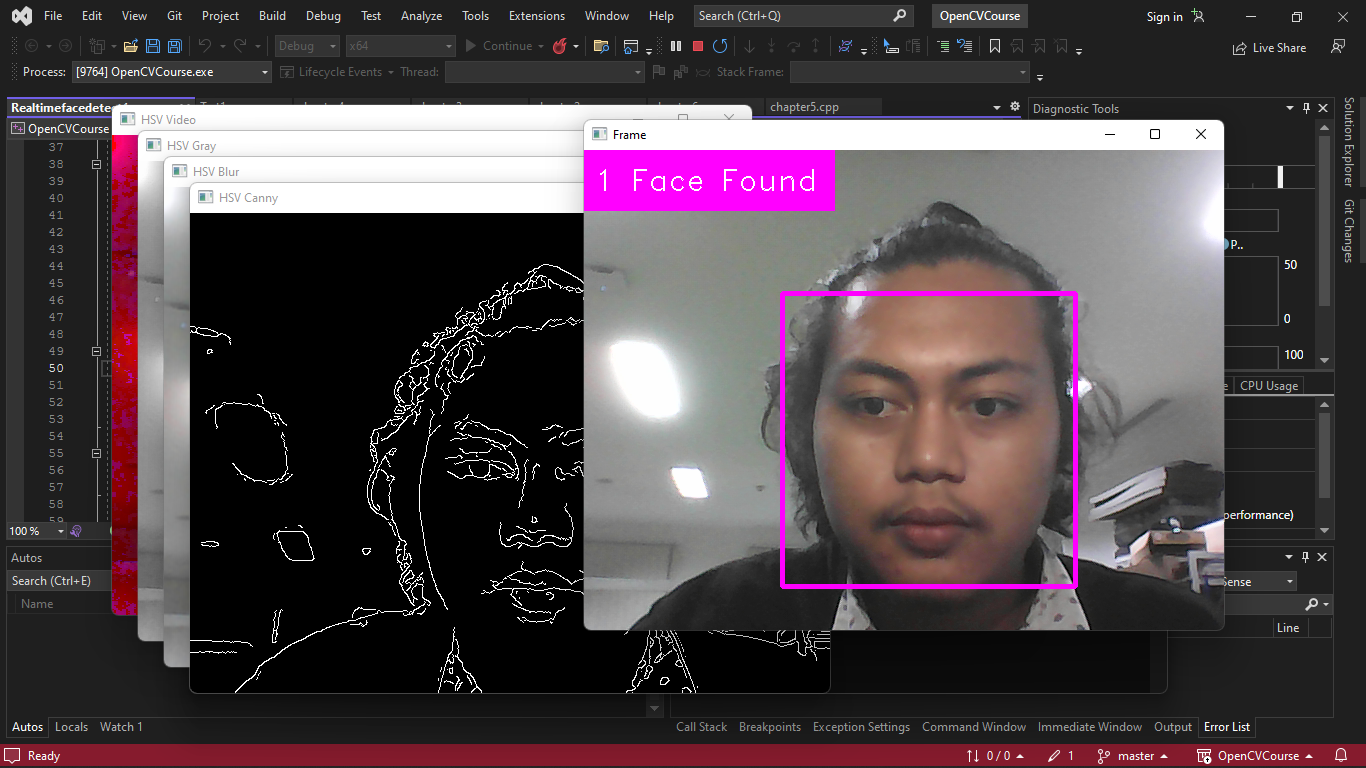 File Edit View Git Project Build Debug Test Analyze Tools Extensions Window Help Search (Ctrl+Q) OpenCVCourse Sign in
Debug x64 Continue Live Share
Process: [9764] OpenCVCourse.exe Lifecycle Events Thread: Stack Frame:
Realtimefacedete chapter5.cpp Diagnostic Tools
HSV Video
OpenCVCourse
Frame
HSV Gray
HSV Blur
HSV Canny
1 Face Found
37
38
39
40
41
42
43
44
45
46
47
48
49
50
51
52
53
54
55
56
57
58
59
P..
50
0
100
CPU Usage
performance)
100 %
Autos
Search (Ctrl+E)
Name
Sense
Line
Autos Locals Watch 1
Call Stack Breakpoints Exception Settings Command Window Immediate Window Output Error List
Ready 0 / 0 1 master OpenCVCourse
Solution Explorer
Git Changes